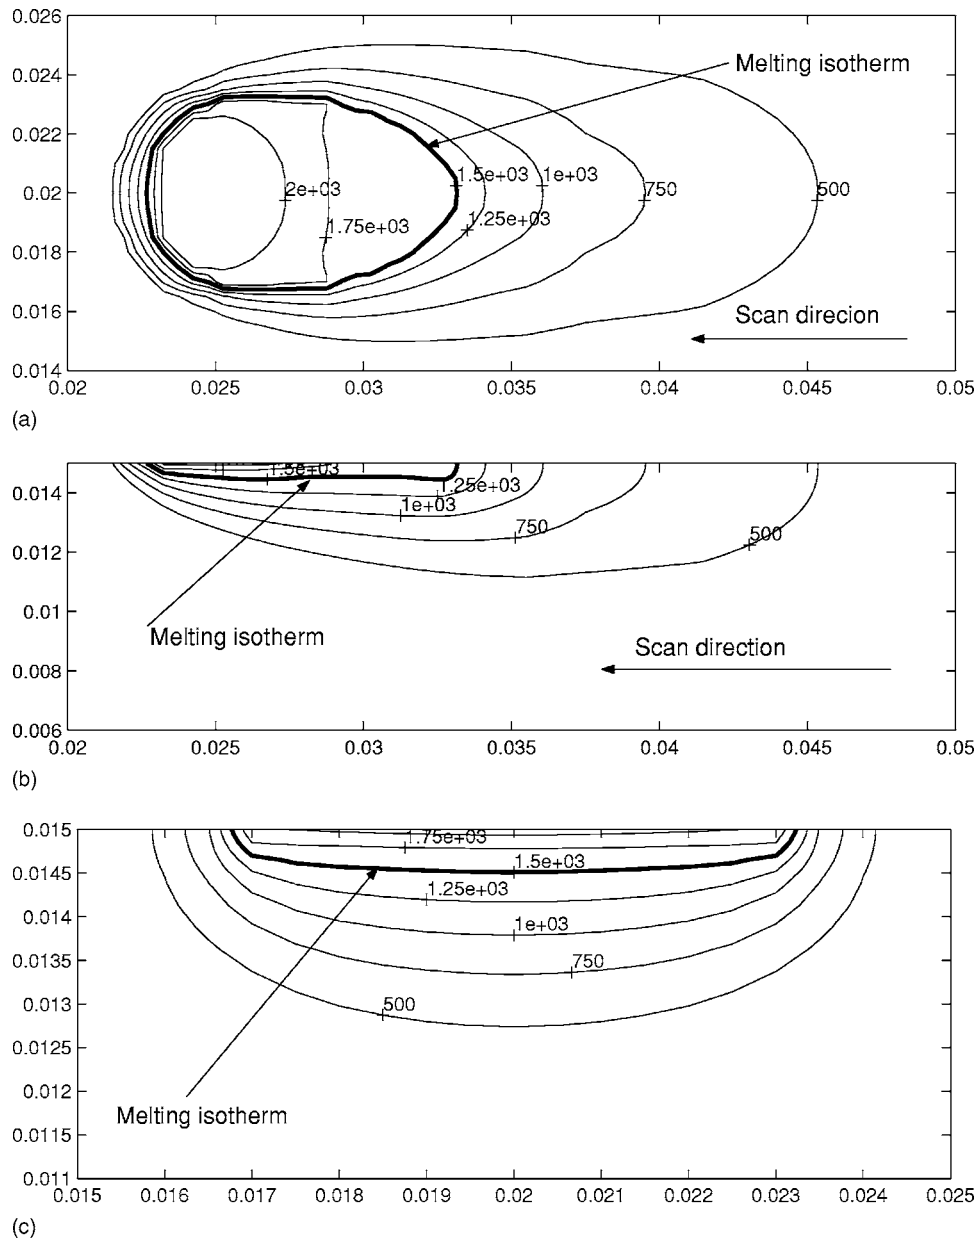 0.026
0.024
0.022
0.02
0.018
0.016
0.014
Melting isotherm
1.5e+03
1e+03
2e+03
750
500
1.75e+03
1.25e+03
Scan direcion
0.02 0.025 0.03 0.035 0.04 0.045 0.05
(a)
0.014
0.012
0.01
0.008
0.006
1.5e+03
1.25e+03
1e+03
750
500
Melting isotherm
Scan direction
0.02 0.025 0.03 0.035 0.04 0.045 0.05
(b)
0.015
0.0145
0.014
0.0135
0.013
0.0125
0.012
0.0115
0.011
1.75e+03
1.5e+03
1.25e+03
1e+03
750
500
Melting isotherm
0.015 0.016 0.017 0.018 0.019 0.02 0.021 0.022 0.023 0.024 0.025
(c)